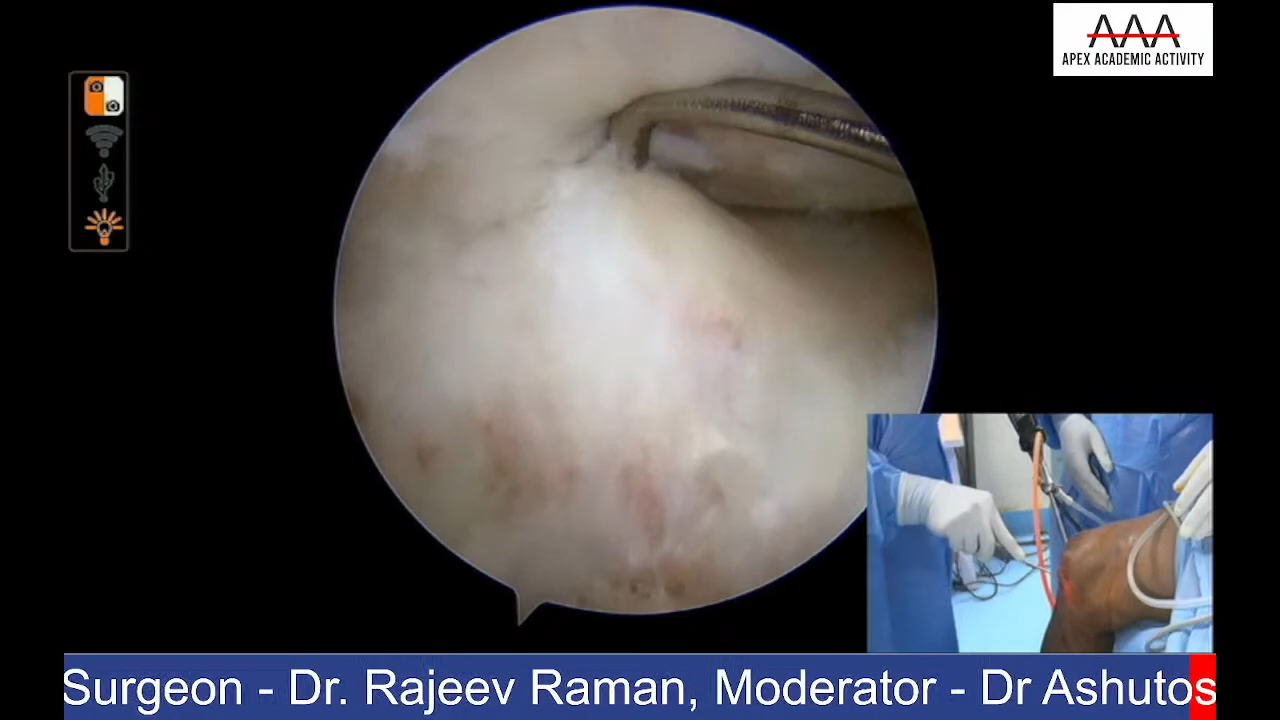 AAA
APEX ACADEMIC ACTIVITY
Surgeon - Dr. Rajeev Raman, Moderator - Dr Ashutos